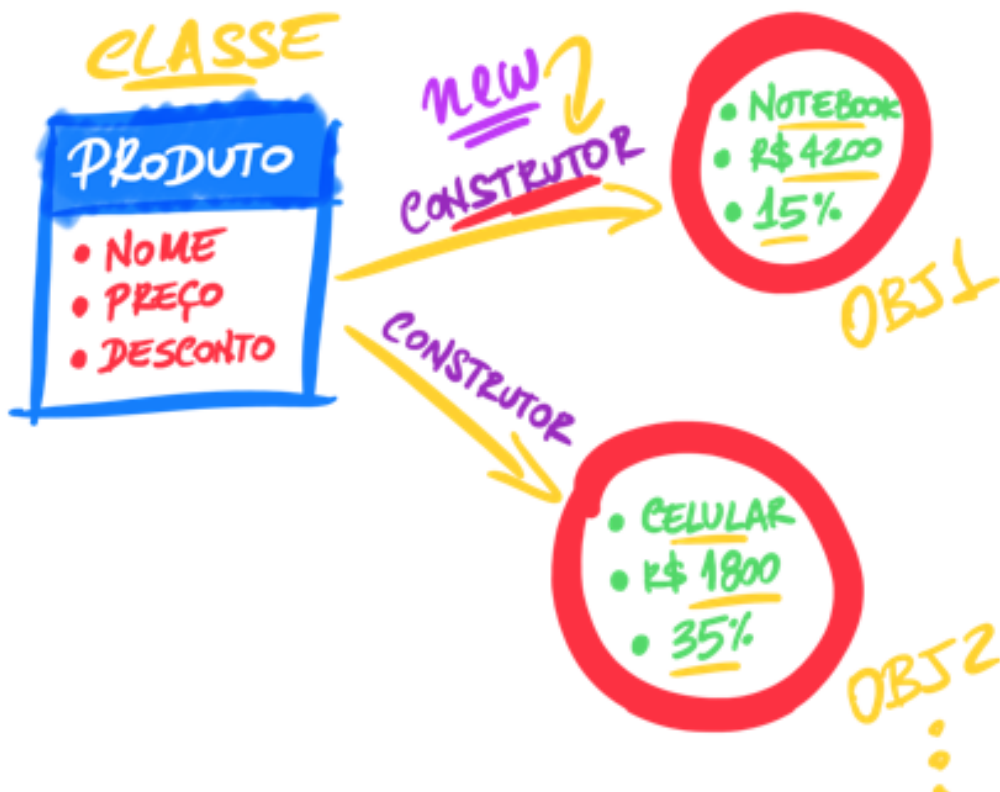 CLASSE
PRODUTO
• NOME
• PREÇO
• DESCONTO
new
CONSTRUTOR
• NOTEBOOK
• R$ 4200
• 15%
OBJ1
CONSTRUTOR
• CELULAR
• R$ 1800
• 35%
OBJ2